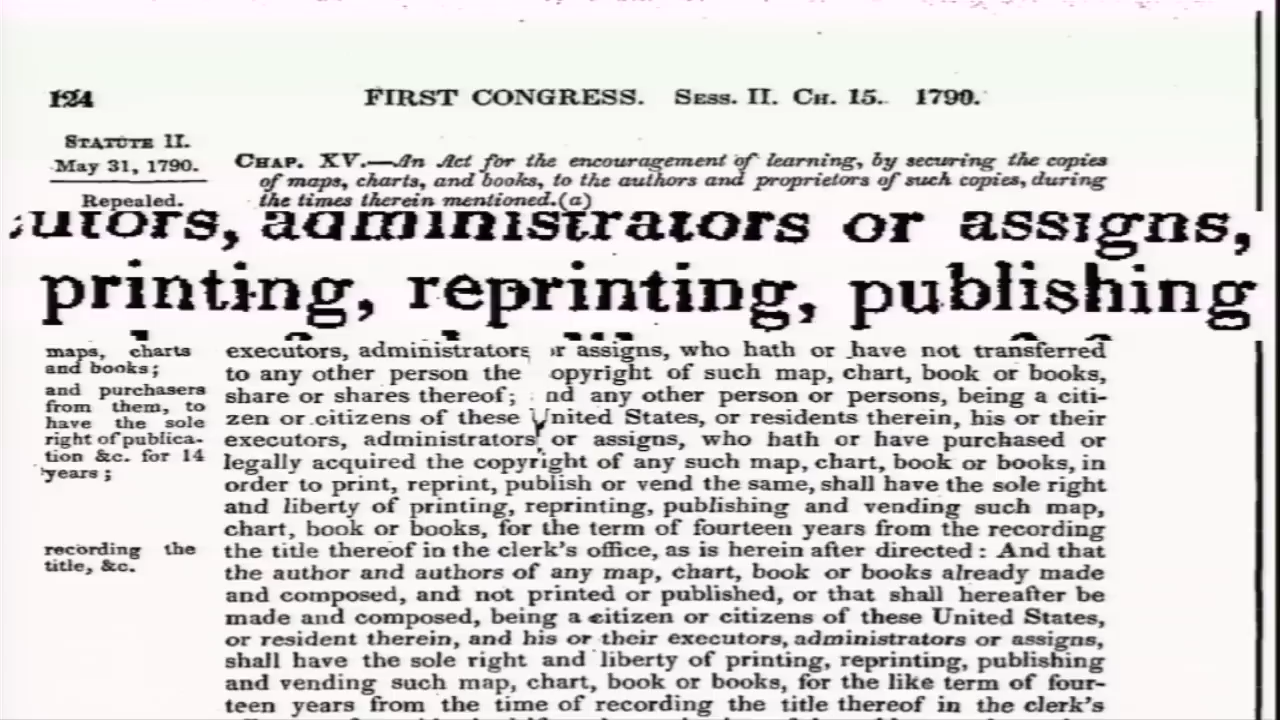 124
FIRST CONGRESS. SESS. II. CH. 15. 1790.
STATUTE II.
May 31, 1790.
Repealed.
CHAP. XV.—An Act for the encouragement of learning, by securing the copies
of maps, charts, and books, to the authors and proprietors of such copies, during
the times therein mentioned.(a)
utors, administrators or assigns,
printing, reprinting, publishing
maps, charts
and books;
and purchasers
from them, to
have the sole
right of publica-
tion &c. for 14
years;
recording the
title, &c.
executors, administrators or assigns, who hath or have not transferred
to any other person the opyright of such map, chart, book or books,
share or shares thereof; nd any other person or persons, being a citi-
zen or citizens of these United States, or residents therein, his or their
executors, administrators or assigns, who hath or have purchased or
legally acquired the copyright of any such map, chart, book or books, in
order to print, reprint, publish or vend the same, shall have the sole right
and liberty of printing, reprinting, publishing and vending such map,
chart, book or books, for the term of fourteen years from the recording
the title thereof in the clerk's office, as is herein after directed: And that
the author and authors of any map, chart, book or books already made
and composed, and not printed or published, or that shall hereafter be
made and composed, being a citizen or citizens of these United States,
or resident therein, and his or their executors, administrators or assigns,
shall have the sole right and liberty of printing, reprinting, publishing
and vending such map, chart, book or books, for the like term of four-
teen years from the time of recording the title thereof in the clerk's